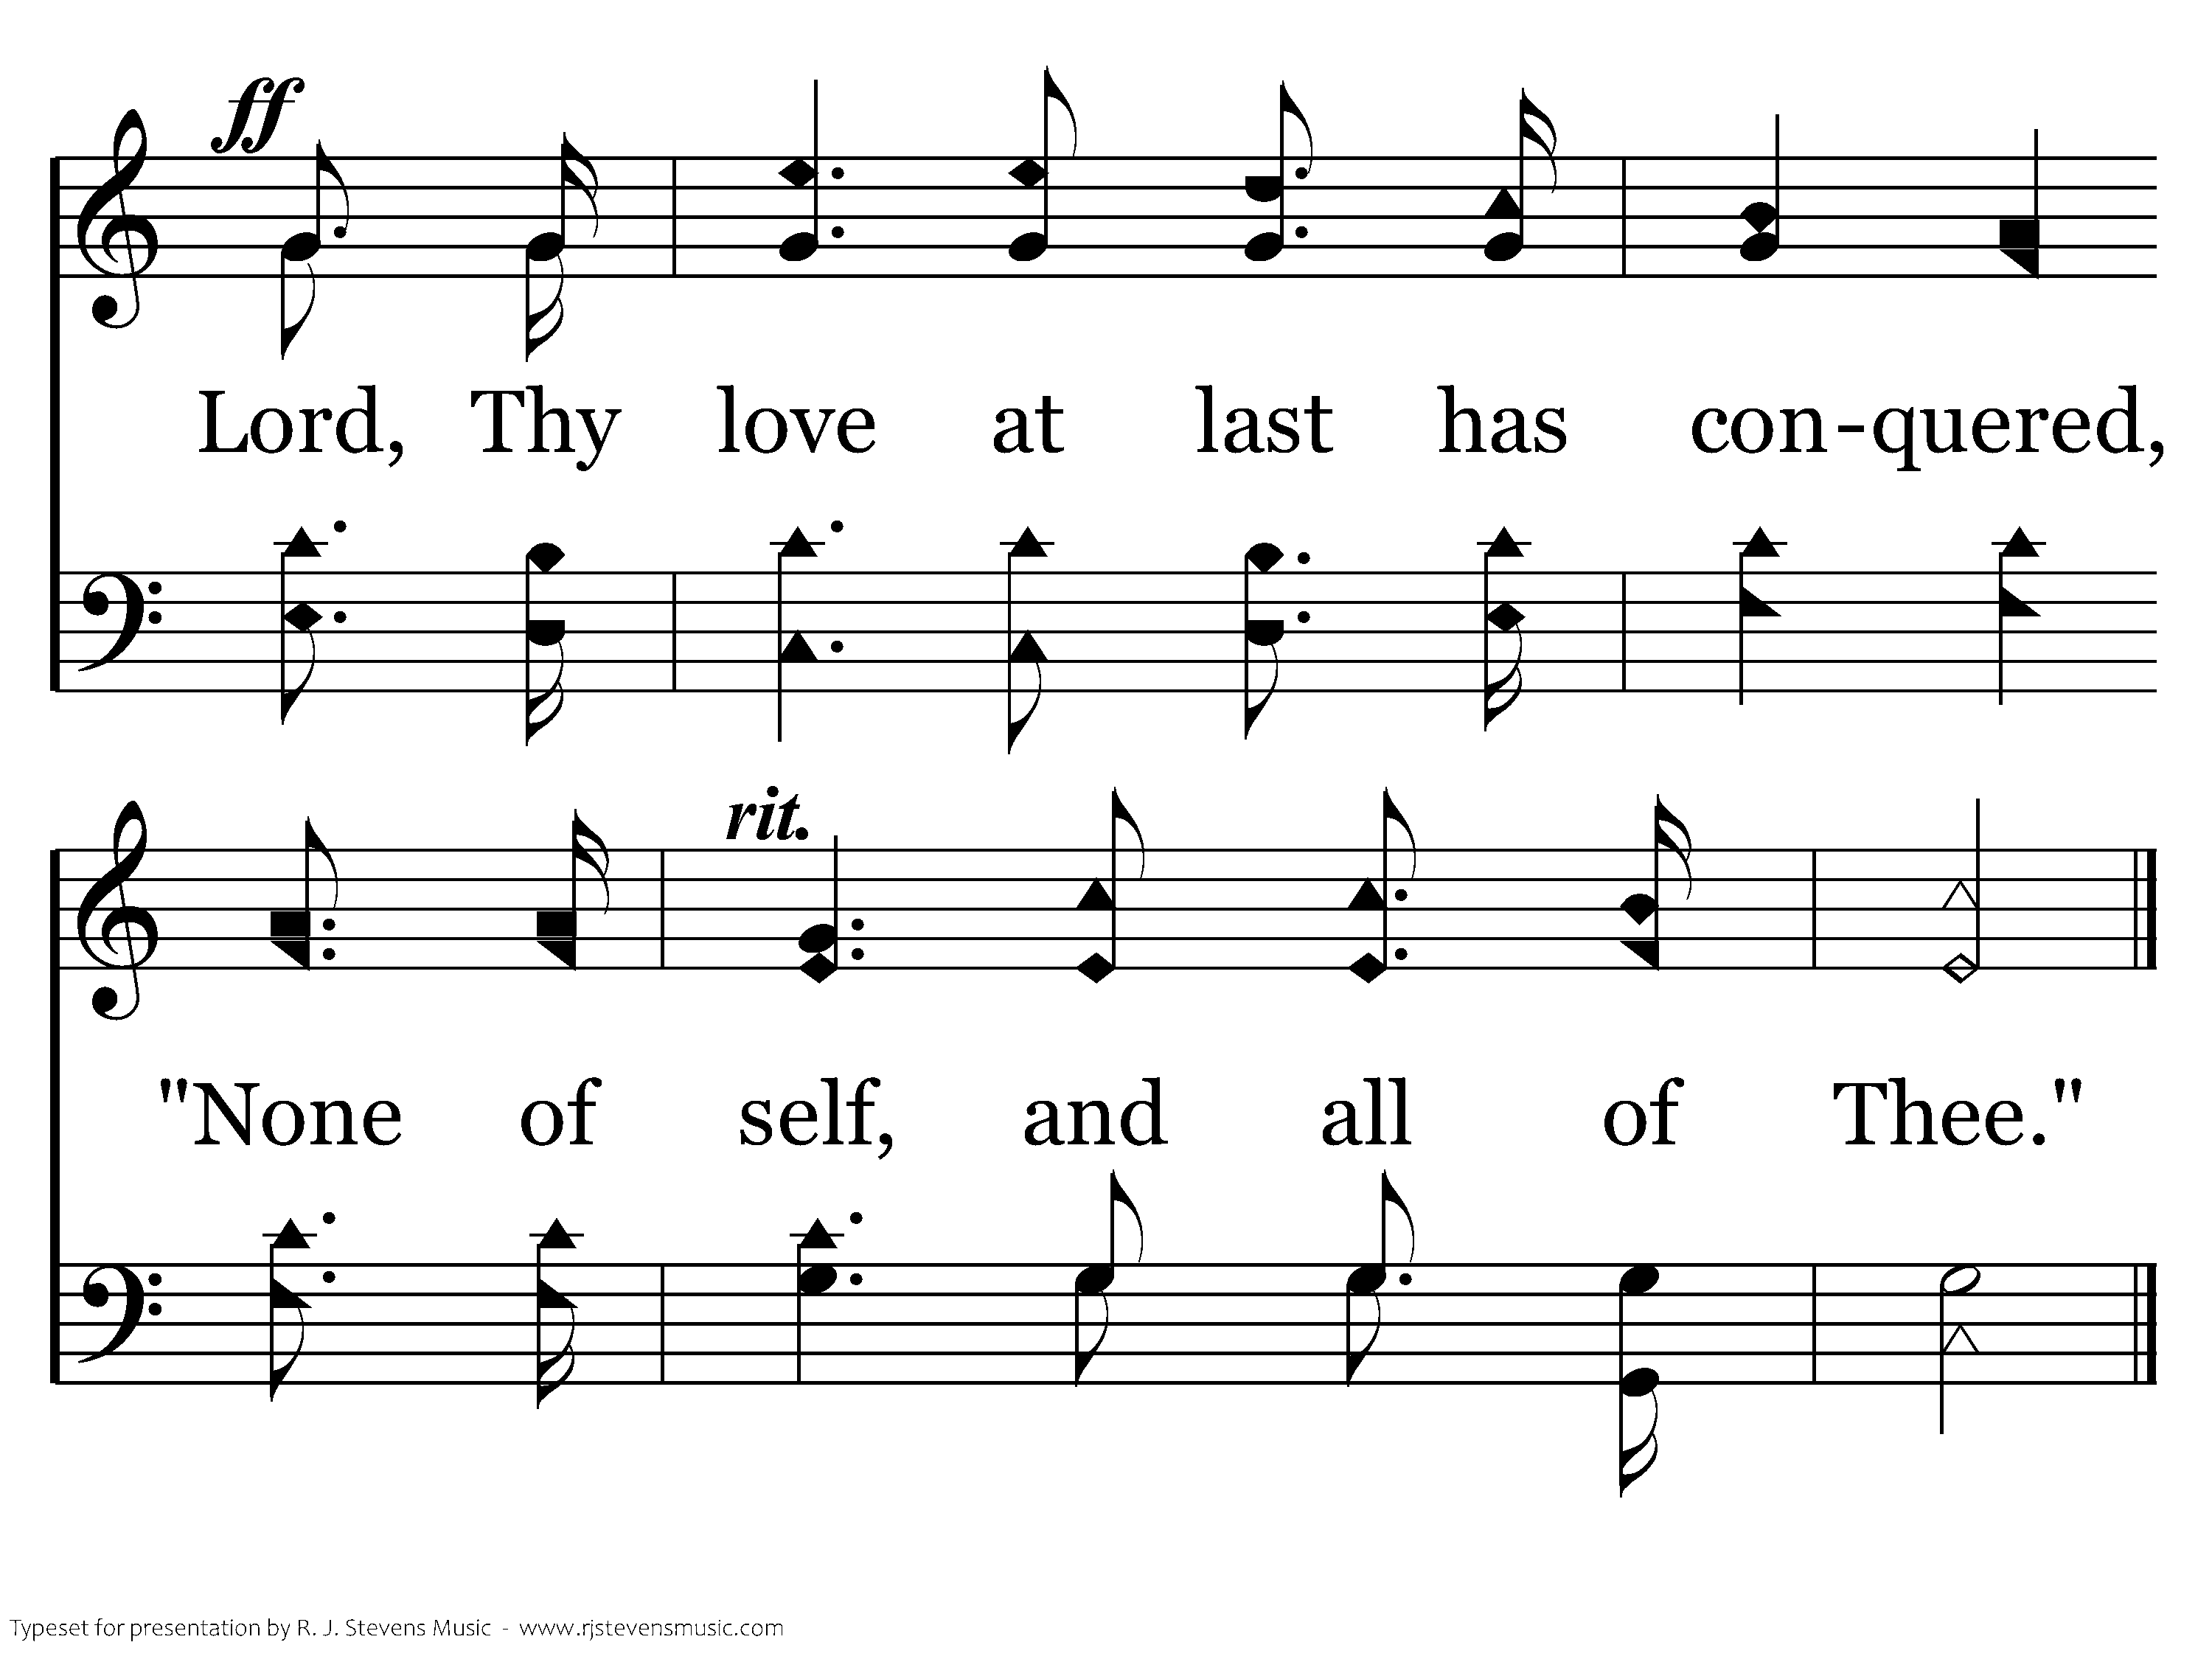 ff
Lord, Thy love at last has con-quered,
rit.
"None of self, and all of Thee."
Typeset for presentation by R. J. Stevens Music - www.rjstevensmusic.com